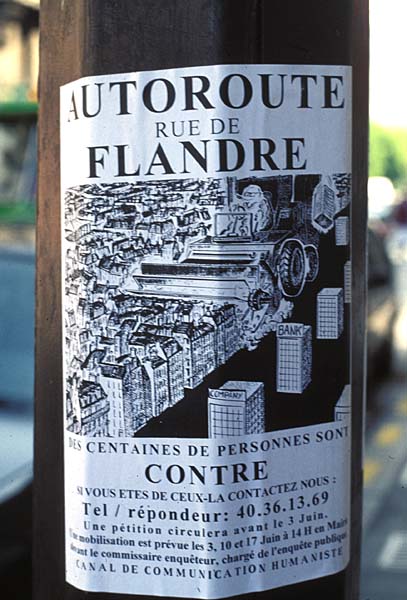 AUTOROUTE
RUE DE
FLANDRE
BANK
COMPANY
DES CENTAINES DE PERSONNES SONT
CONTRE
SI VOUS ETES DE CEUX-LA CONTACTEZ NOUS :
Tel / répondeur: 40.36.13.69
Une pétition circulera avant le 3 Juin.
Une mobilisation est prévue les 3, 10 et 17 Juin à 14 H en Mairie
devant le commissaire enquêteur, chargé de l'enquête publique
CANAL DE COMMUNICATION HUMANISTE